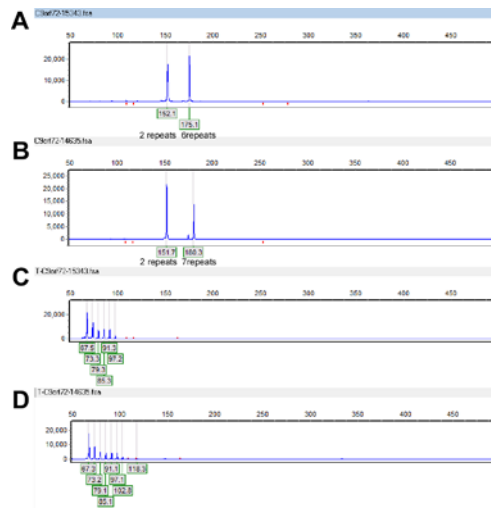 A
C9orf72-15343.fsa
50 100 150 200 250 300 350 400 450
20,000
10,000
0
152.1
175.1
2 repeats 6repeats
B
C9orf72-14635.fsa
50 100 150 200 250 300 350 400 450
25,000
20,000
15,000
10,000
5,000
0
151.7 180.3
2 repeats 7repeats
C
T-C9orf72-15343.fsa
50 100 150 200 250 300 350 400 450
20,000
0
67.5 91.3
73.3 97.2
79.3
85.3
D
T-C9orf72-14635.fsa
50 100 150 200 250 300 350 400 450
20,000
10,000
0
67.3 91.1 118.3
73.2 97.1
79.1 102.8
85.1